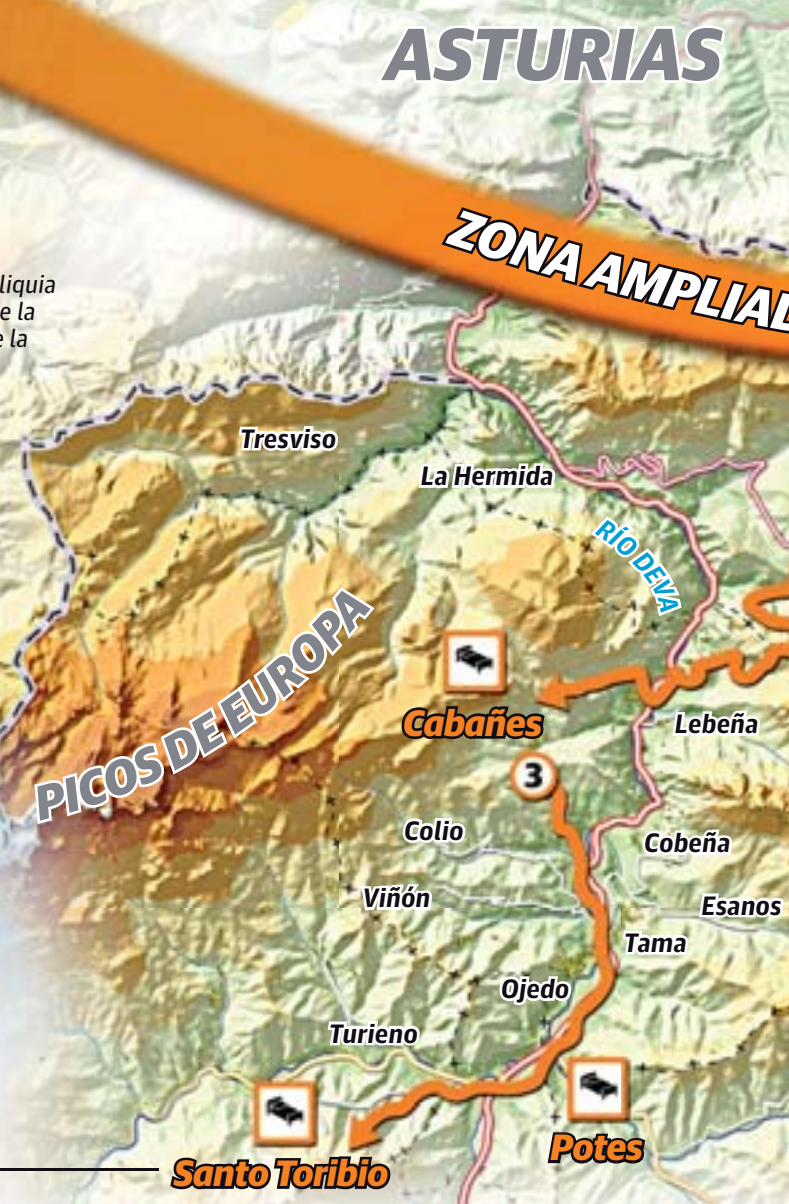 ASTURIAS
ZONA AMPLIAD
liquia
e la
e la
Tresviso
La Hermida
RÍO DEVA
PICOS DE EUROPA
Cabañes
Lebeña
3
Colio
Cobeña
Viñón
Esanos
Tama
Ojedo
Turieno
Potes
Santo Toribio